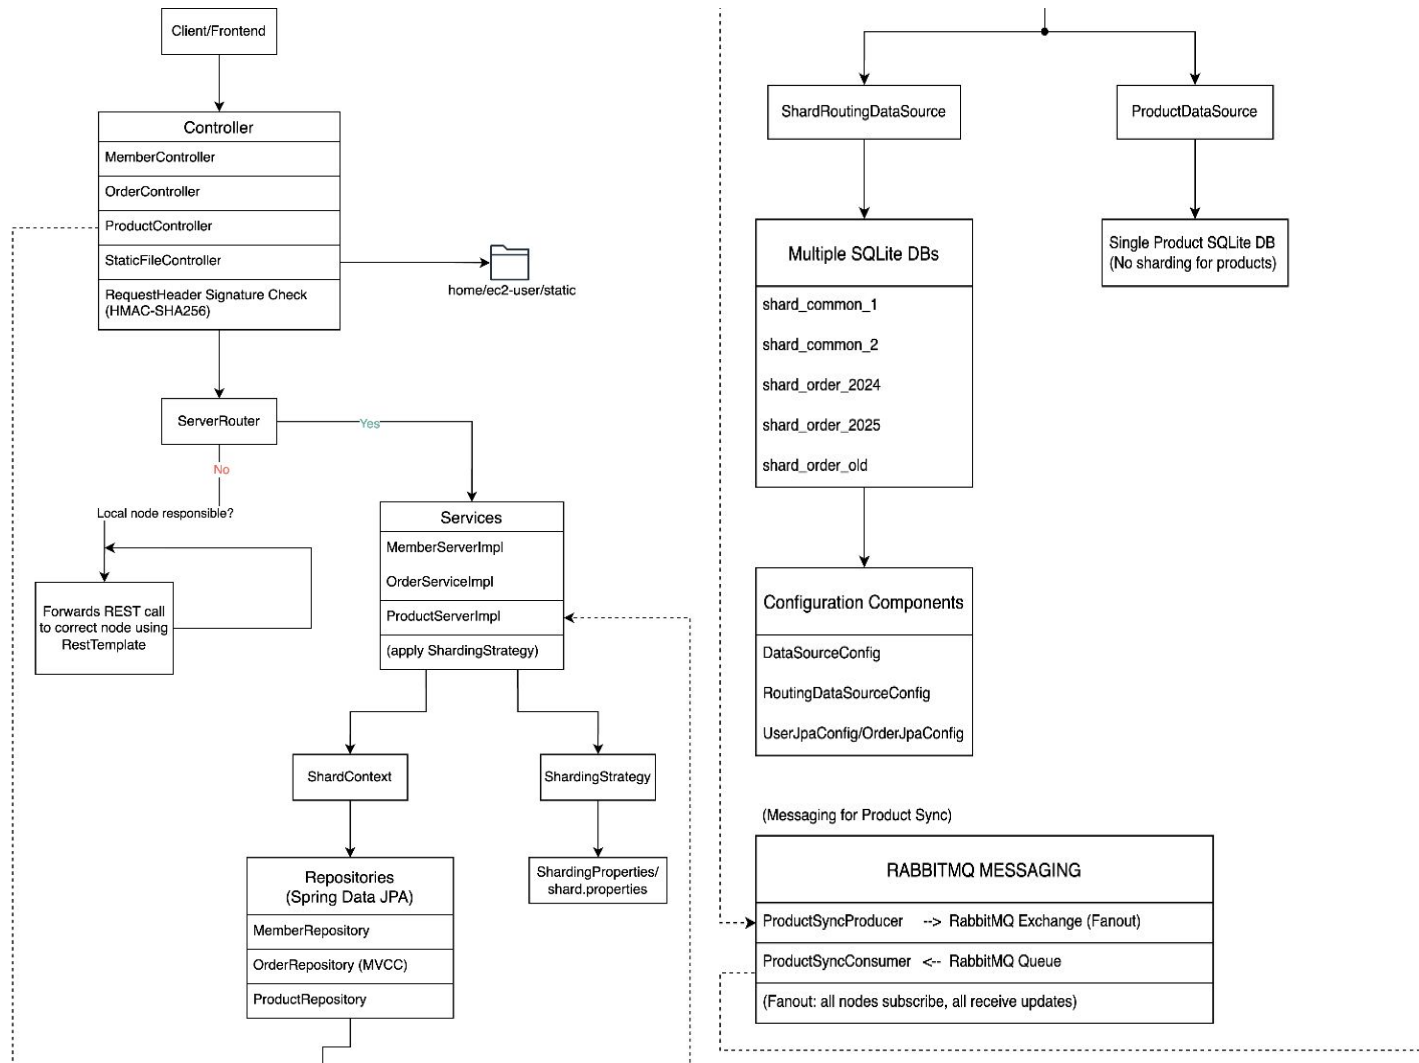 Client/Frontend
Controller
MemberController
OrderController
ProductController
StaticFileController
RequestHeader Signature Check
(HMAC-SHA256)
home/ec2-user/static
ServerRouter
Yes
No
Local node responsible?
Forwards REST call
to correct node using
RestTemplate
Services
MemberServerImpl
OrderServiceImpl
ProductServerImpl
(apply ShardingStrategy)
ShardContext
ShardingStrategy
Repositories
(Spring Data JPA)
MemberRepository
OrderRepository (MVCC)
ProductRepository
ShardingProperties/
shard.properties
ShardRoutingDataSource
ProductDataSource
Multiple SQLite DBs
shard_common_1
shard_common_2
shard_order_2024
shard_order_2025
shard_order_old
Single Product SQLite DB
(No sharding for products)
Configuration Components
DataSourceConfig
RoutingDataSourceConfig
UserJpaConfig/OrderJpaConfig
(Messaging for Product Sync)
RABBITMQ MESSAGING
ProductSyncProducer --> RabbitMQ Exchange (Fanout)
ProductSyncConsumer <-- RabbitMQ Queue
(Fanout: all nodes subscribe, all receive updates)